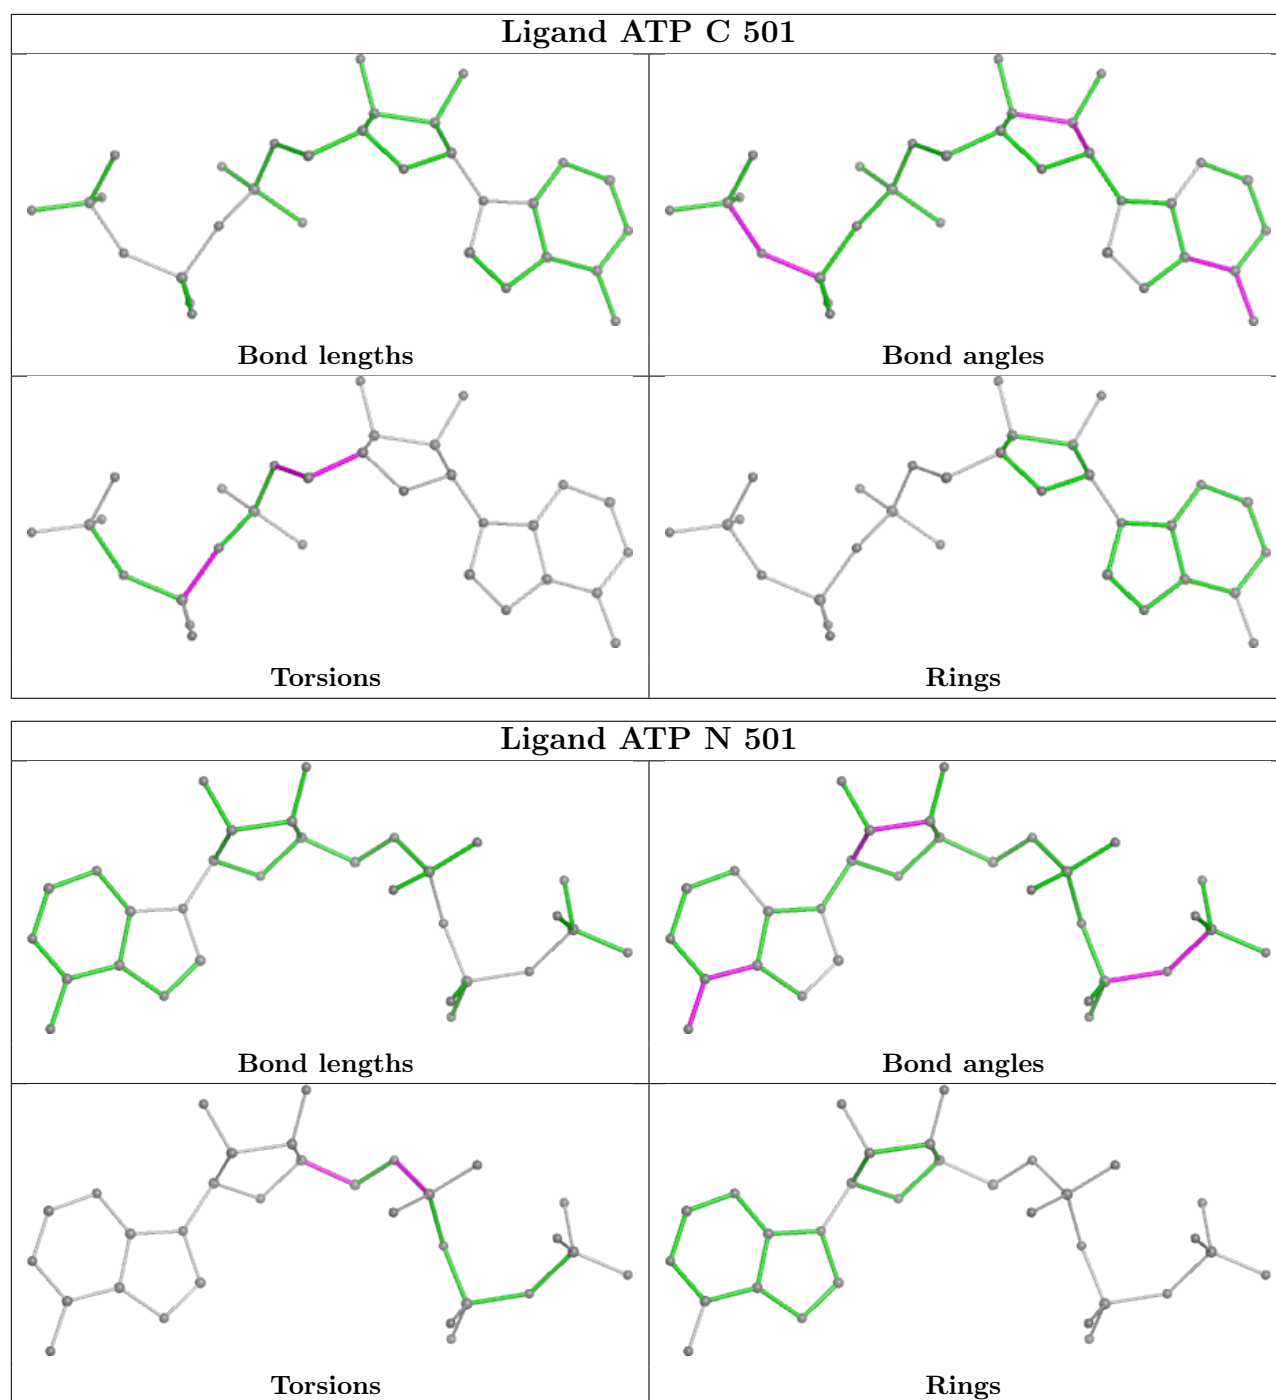 Ligand ATP C 501
Bond lengths
Bond angles
Torsions
Rings
Ligand ATP N 501
Bond lengths
Bond angles
Torsions
Rings